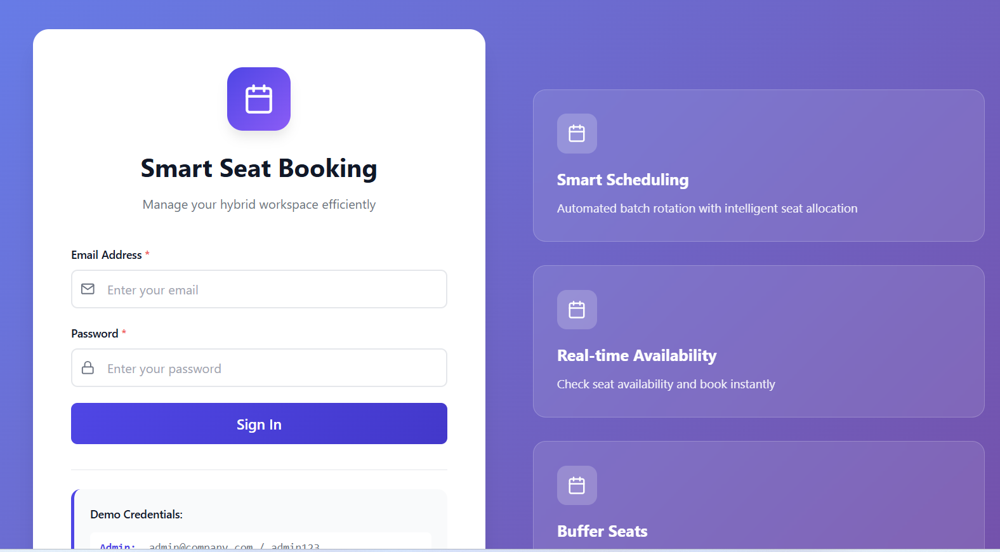 Smart Seat Booking
Manage your hybrid workspace efficiently
Email Address *
Enter your email
Password *
Enter your password
Sign In
Demo Credentials:
Admin: admin@company.com / admin123
Smart Scheduling
Automated batch rotation with intelligent seat allocation
Real-time Availability
Check seat availability and book instantly
Buffer Seats